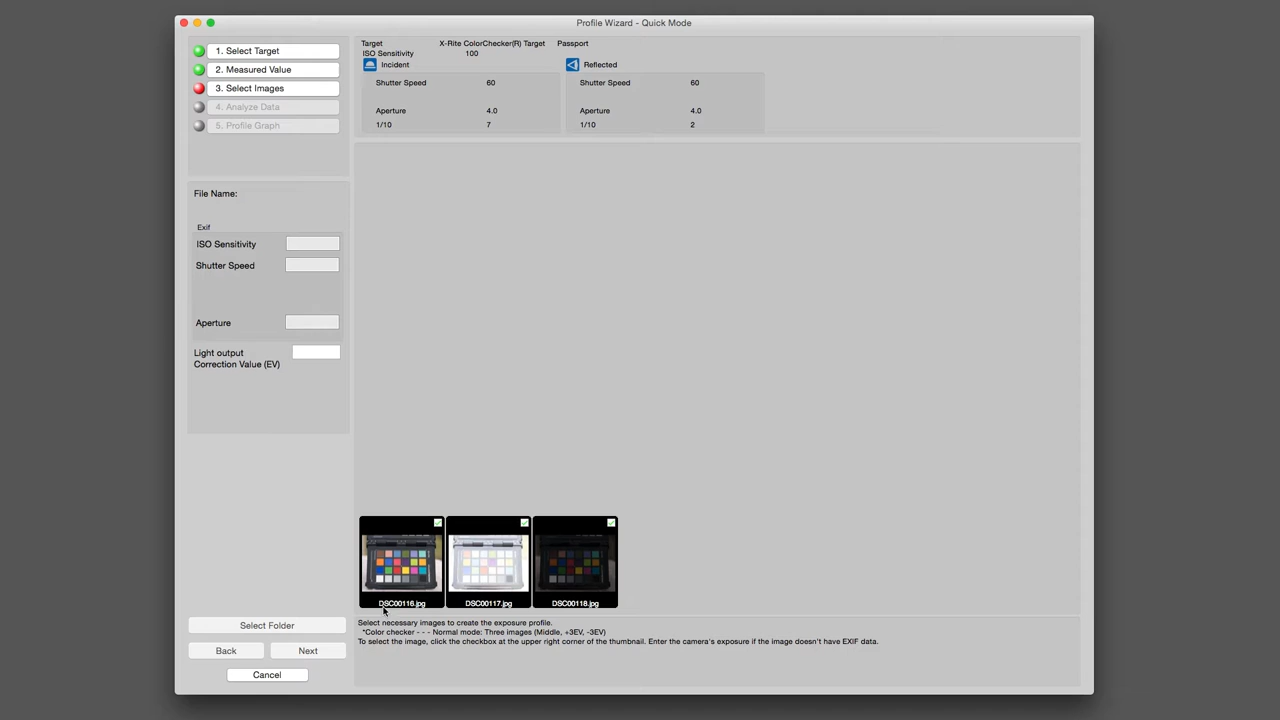 Profile Wizard - Quick Mode
1. Select Target
2. Measured Value
3. Select Images
4. Analyze Data
5. Profile Graph
Target X-Rite ColorChecker(R) Target Passport
ISO Sensitivity 100
Incident Reflected
Shutter Speed 60 Shutter Speed 60
Aperture 4.0 Aperture 4.0
1/10 7 1/10 2
File Name:
Exif
ISO Sensitivity
Shutter Speed
Aperture
Light output
Correction Value (EV)
DSC00116.jpg DSC00117.jpg DSC00118.jpg
Select necessary images to create the exposure profile.
*Color checker - - - Normal mode: Three images (Middle, +3EV, -3EV)
To select the image, click the checkbox at the upper right corner of the thumbnail. Enter the camera's exposure if the image doesn't have EXIF data.
Select Folder
Back Next
Cancel